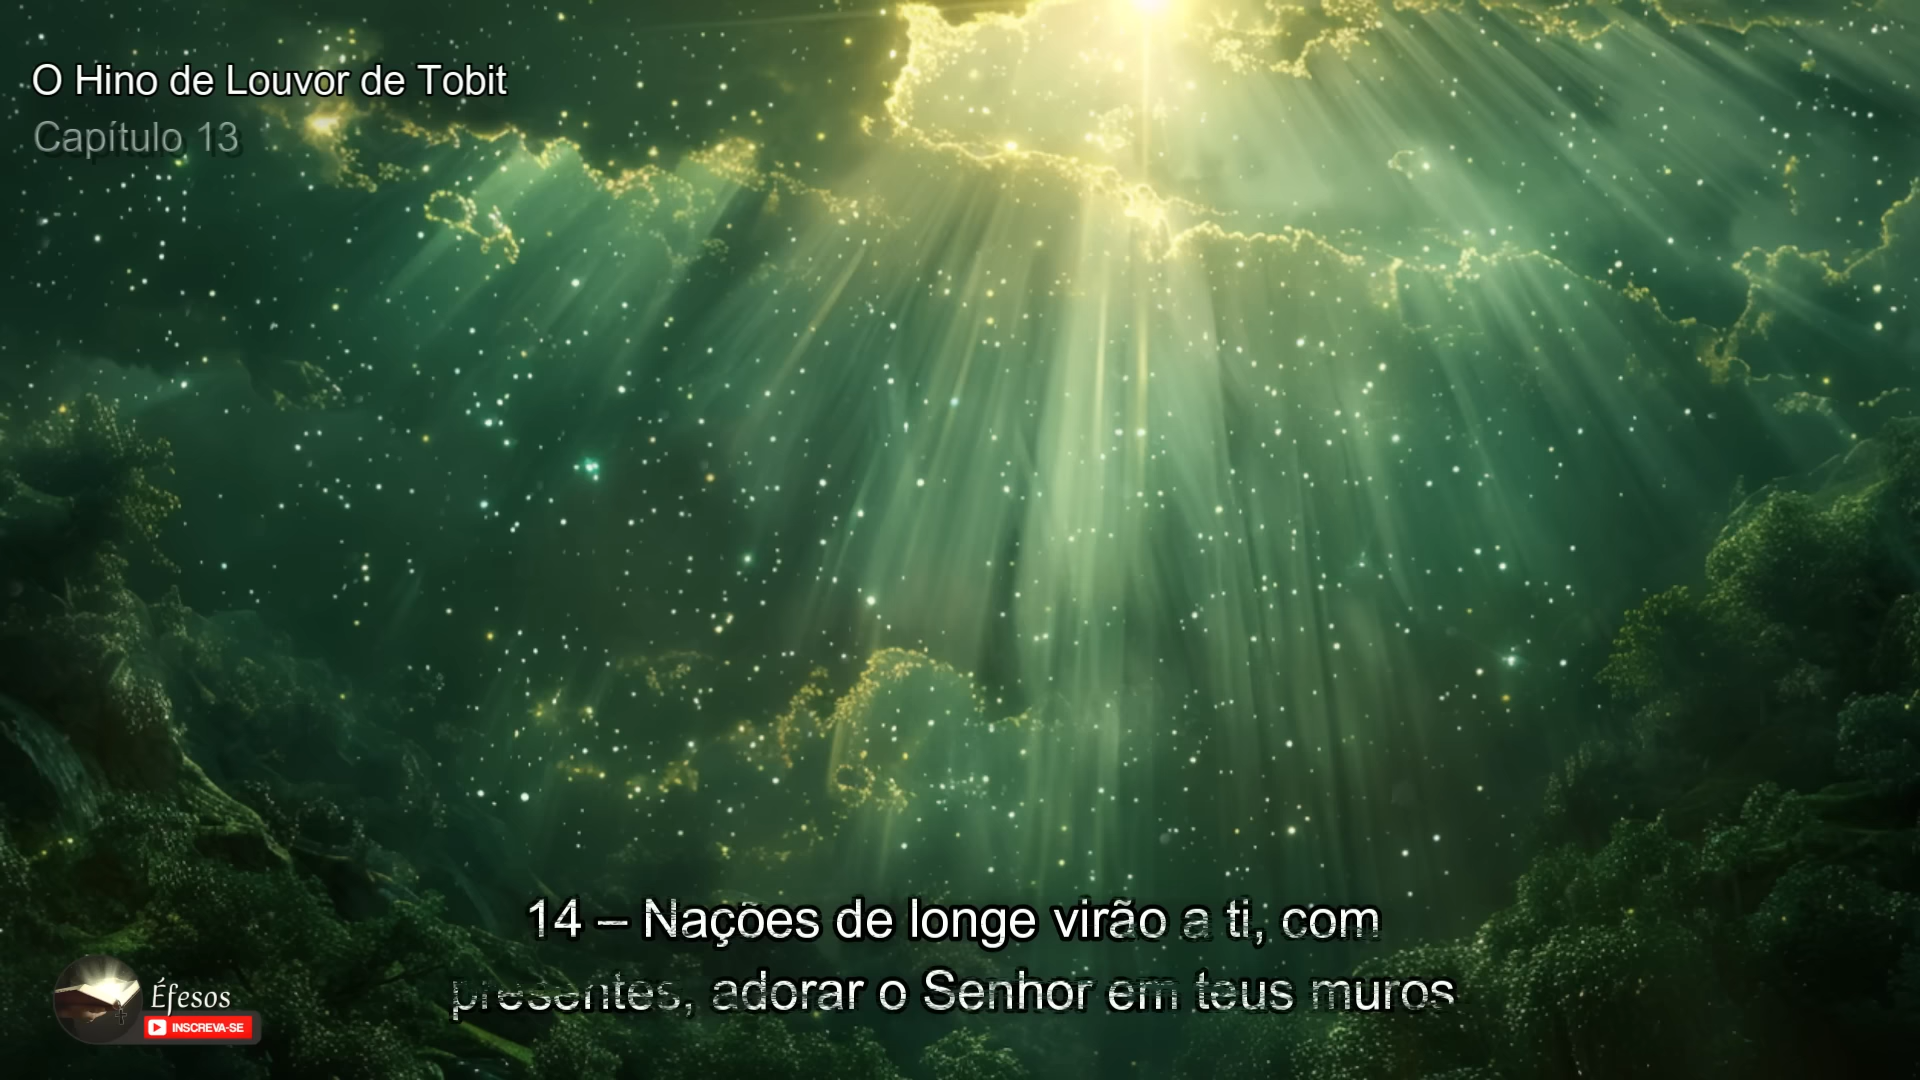 O Hino de Louvor de Tobit
Capítulo 13
14 – Nações de longe virão a ti, com
presentes, adorar o Senhor em teus muros
Éfesos
INSCREVA-SE